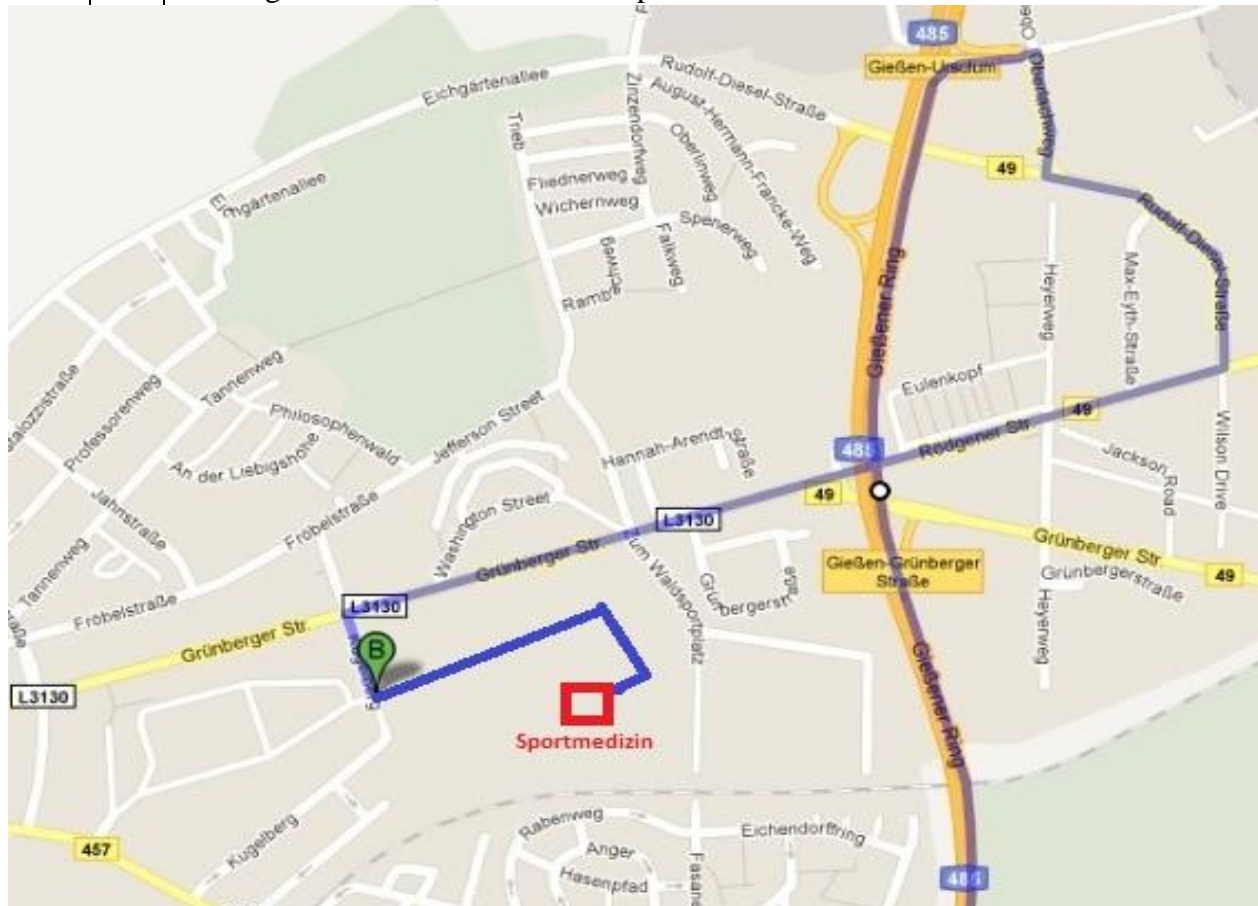 485
Gießen-Ursulum
Rudolf-Diesel-Straße
Eichgärtenallee
Zinzendorfweg
August-Hermann-Francke-Weg
Oberlachweg
Trieb
Oberlinweg
49
Fliednerweg
Wichernweg
Eichgärtenallee
Spenerweg
Falkweg
Rudolf-Diesel-Straße
Max-Eyth-Straße
Heyerweg
Gießener Ring
Tannenweg
Professorenweg
Philosophenwald
An der Liebigshöhe
Jefferson Street
Eulenkopf
49
Hannah-Arendt-straße
485
Rödgener Str.
Wilson Drive
Jackson Road
Jahnstraße
Fröbelstraße
Washington Street
49
L3130
Grünberger Str.
Zum Waldsportplatz
Grünberger Str.
Gießen-Grünberger
Straße
49
Grünbergerstraße
Tannenweg
Fröbelstraße
L3130
Grünberger Str.
B
Heyerweg
L3130
Gießener Ring
Sportmedizin
457
Kugelberg
Rabenweg
Eichendorffring
Anger
Hasenpfad
485